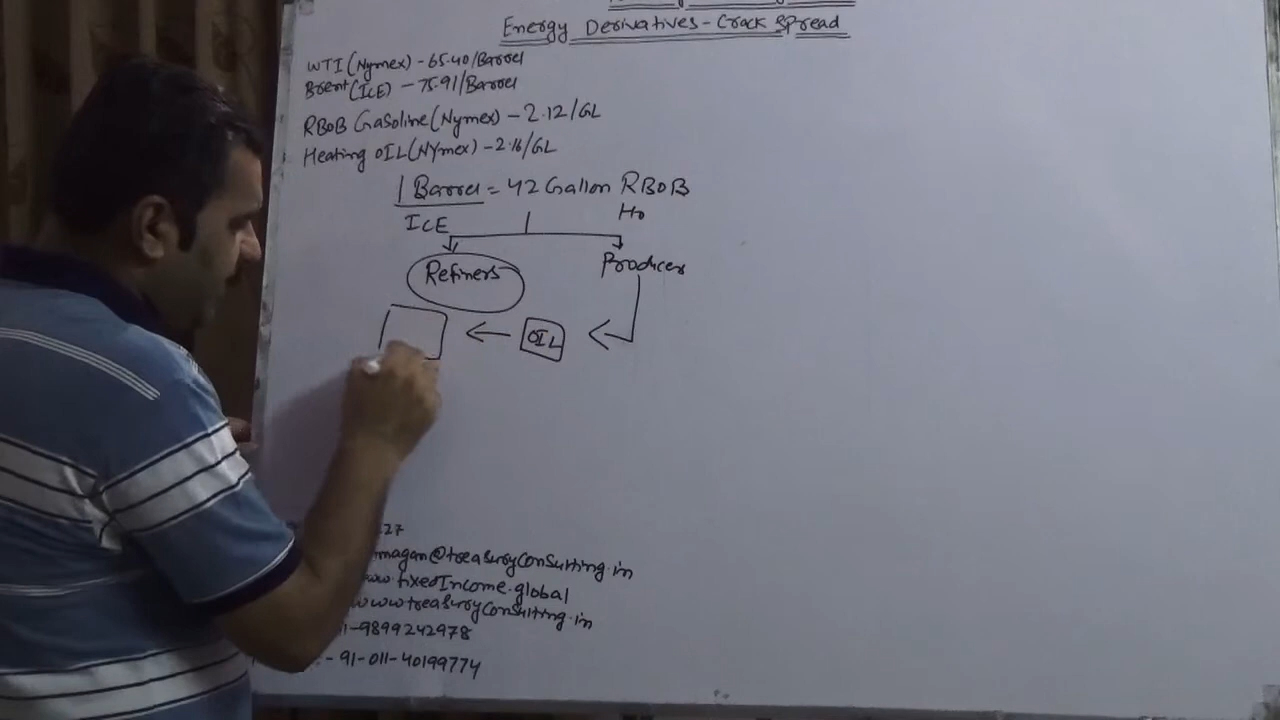 Energy Derivatives - Crack Spread
WTI (Nymex) - 65.40/Barrel
Brent (ICE) - 75.91/Barrel
RBOB Gasoline (Nymex) - 2.12/GL
Heating OIL (Nymex) - 2.16/GL
1 Barrel = 42 Gallon RBOB
ICE Ho
Refiners Producer
OIL
27
magan@treasuryconsulting.in
fixedIncome.global
www.treasuryconsulting.in
1-9899242978
- 91-011-40199774